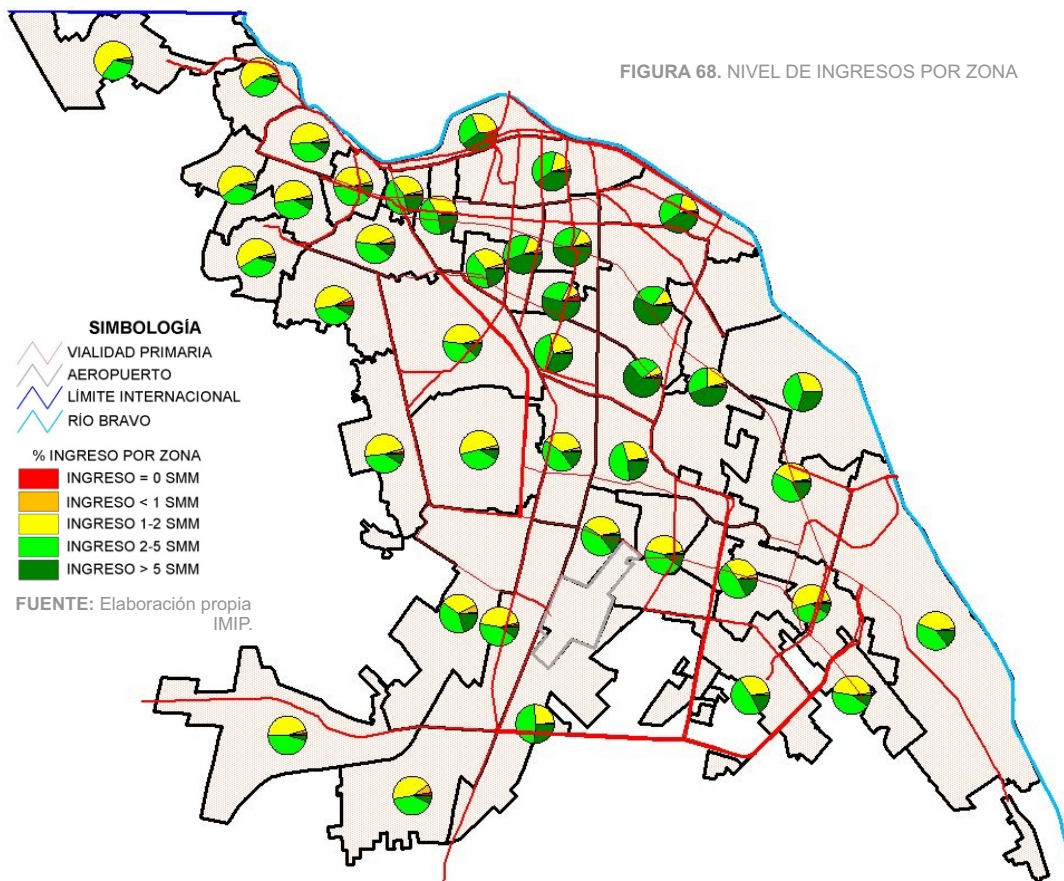 FIGURA 68. NIVEL DE INGRESOS POR ZONA
SIMBOLOGÍA
VIALIDAD PRIMARIA
AEROPUERTO
LÍMITE INTERNACIONAL
RÍO BRAVO
% INGRESO POR ZONA
INGRESO = 0 SMM
INGRESO < 1 SMM
INGRESO 1-2 SMM
INGRESO 2-5 SMM
INGRESO > 5 SMM
FUENTE: Elaboración propia
IMIP.